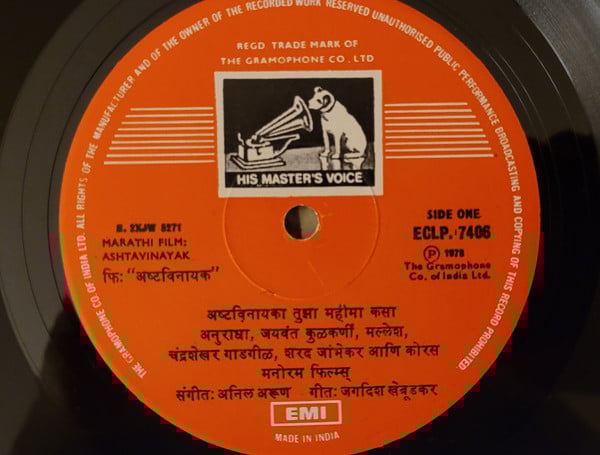 THE GRAMOPHONE CO. OF INDIA LTD. ALL RIGHTS OF THE MANUFACTURER AND OF THE OWNER OF THE RECORDED WORK RESERVED UNAUTHORISED PUBLIC PERFORMANCE BROADCASTING AND COPYING OF THIS RECORD PROHIBITED
REGD. TRADE MARK OF
THE GRAMOPHONE CO. LTD
HIS MASTER'S VOICE
2XJW 8271
MARATHI FILM:
ASHTAVINAYAK
फि: "अष्टविनायक"
SIDE ONE
ECLP. 7406
P 1978
The Gramophone
Co. of India Ltd.
अष्टविनायका तुझा महीमा कसा
अनुराधा, जयवंत कुळकर्णी, मल्लेश,
चंद्रशेखर गाडगीळ, शरद जांभेकर आणि कोरस
मनोरम फिल्म्स्
संगीत: अनिल अरूण गीत: जगदिश खेबूडकर
EMI
MADE IN INDIA